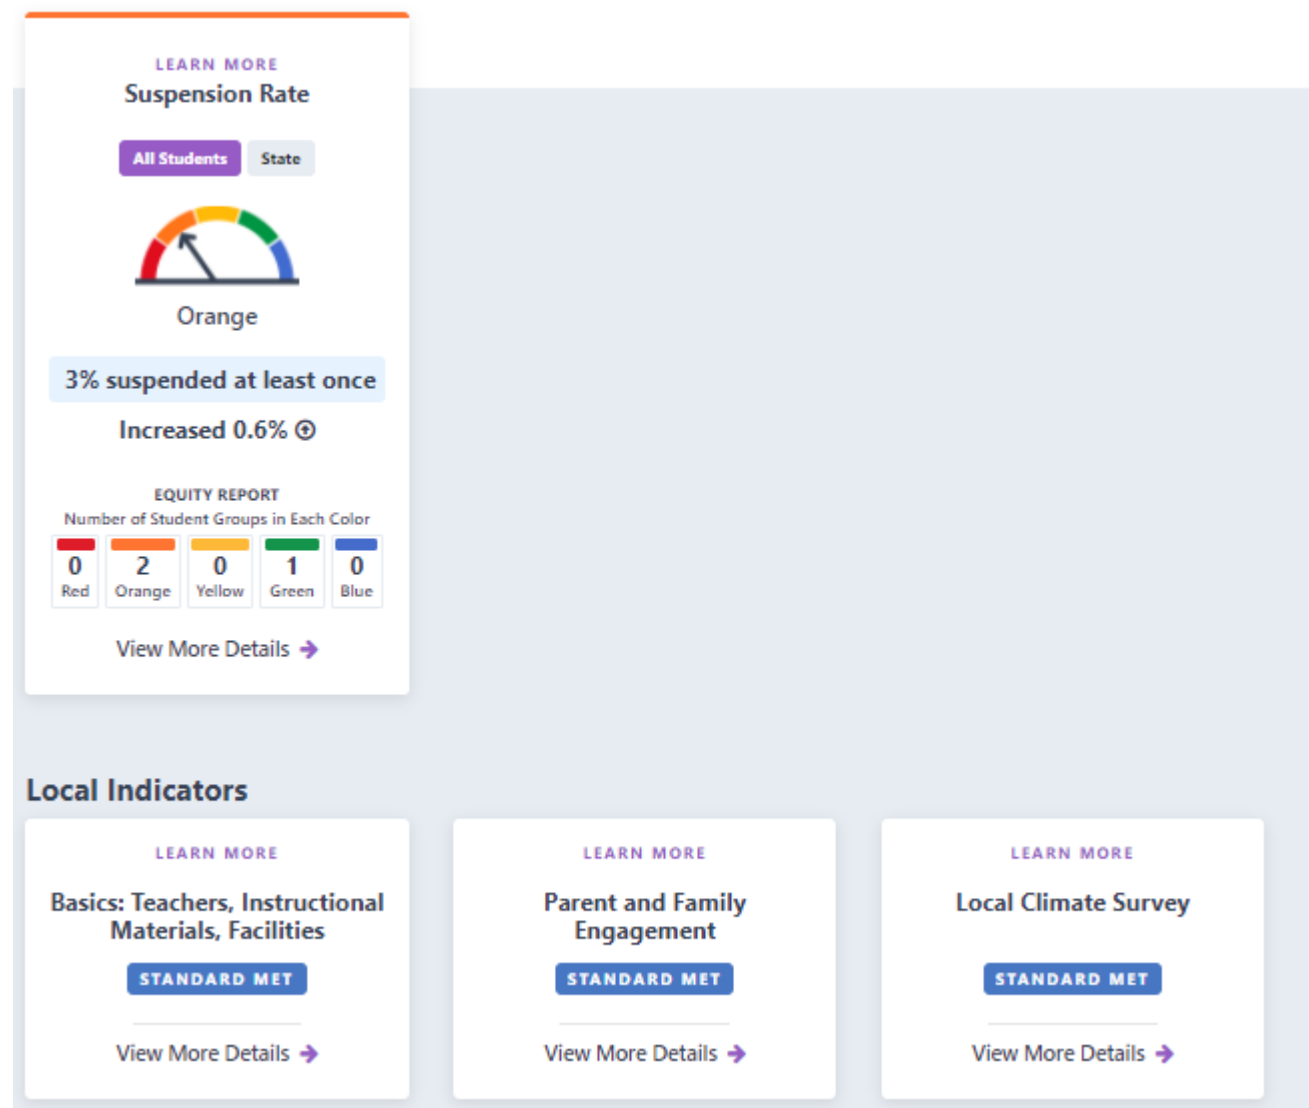 LEARN MORE
Suspension Rate
All Students State
Orange
3% suspended at least once
Increased 0.6%
EQUITY REPORT
Number of Student Groups in Each Color
0 2 0 1 0
Red Orange Yellow Green Blue
View More Details
Local Indicators
LEARN MORE
Basics: Teachers, Instructional
Materials, Facilities
STANDARD MET
View More Details
LEARN MORE
Parent and Family
Engagement
STANDARD MET
View More Details
LEARN MORE
Local Climate Survey
STANDARD MET
View More Details